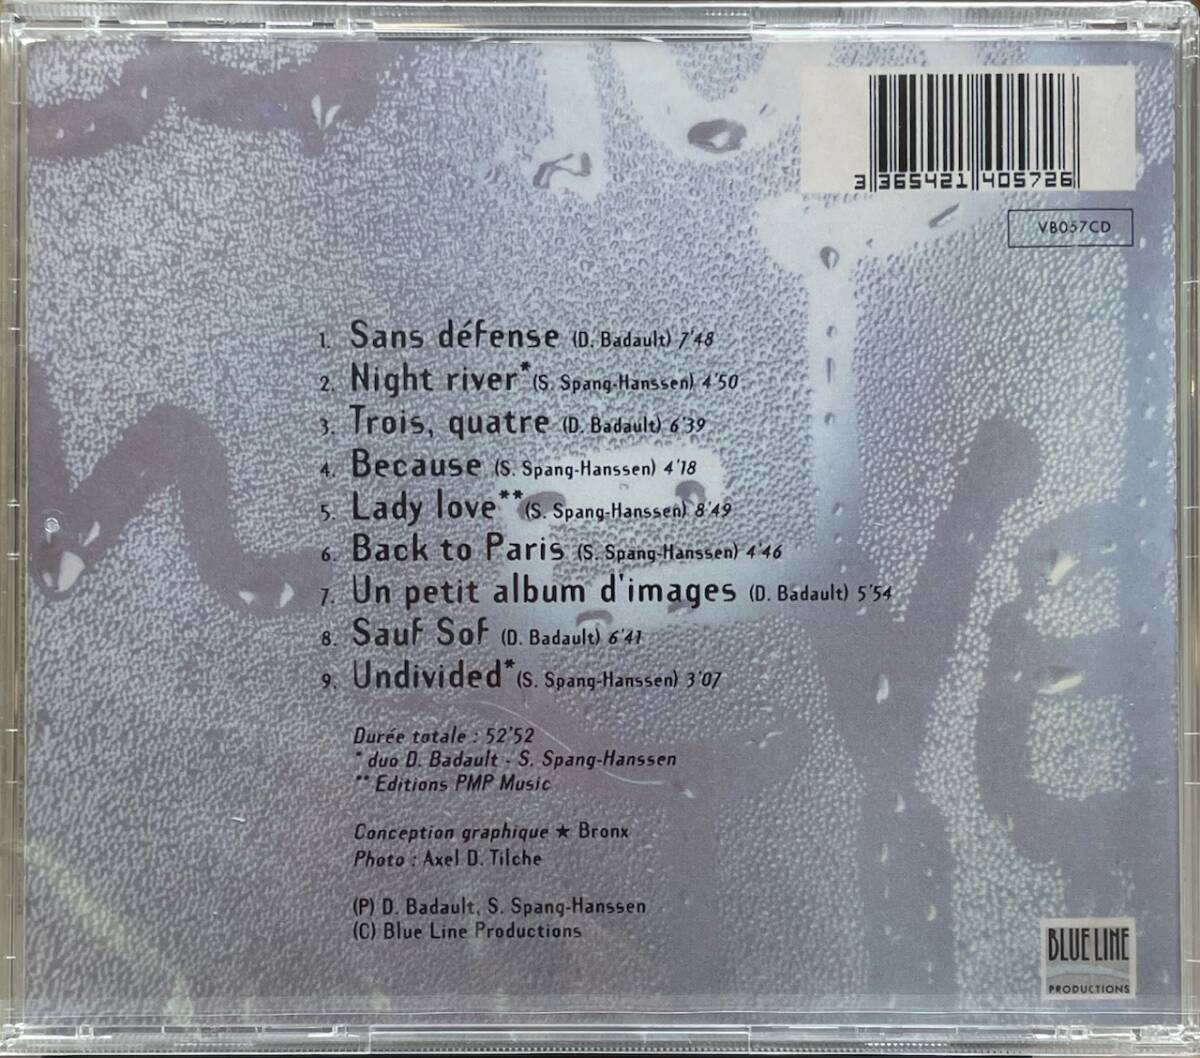 3 365421 405726
VB057CD
1. Sans défense (D. Badault) 7'48
2. Night river* (S. Spang-Hanssen) 4'50
3. Trois, quatre (D. Badault) 6'39
4. Because (S. Spang-Hanssen) 4'18
5. Lady love** (S. Spang-Hanssen) 8'49
6. Back to Paris (S. Spang-Hanssen) 4'46
7. Un petit album d'images (D. Badault) 5'54
8. Sauf Sof (D. Badault) 6'41
9. Undivided* (S. Spang-Hanssen) 3'07
Durée totale : 52'52
* duo D. Badault - S. Spang-Hanssen
** Editions PMP Music
Conception graphique ★ Bronx
Photo : Axel D. Tilche
(P) D. Badault, S. Spang-Hanssen
(C) Blue Line Productions
BLUE LINE
PRODUCTIONS